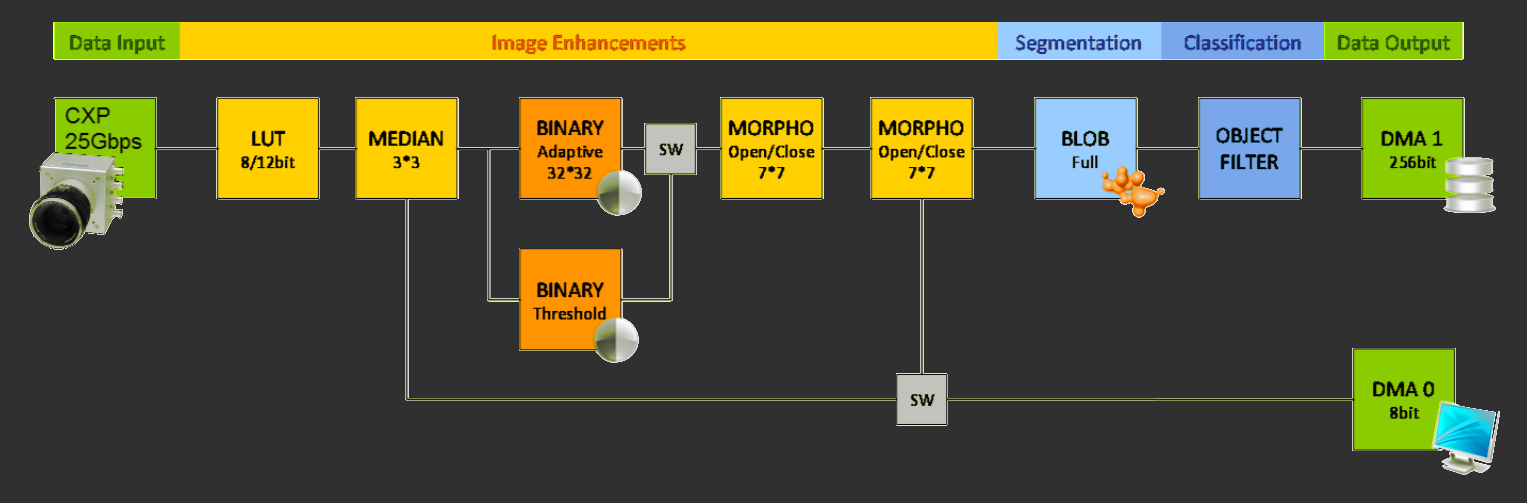 Data Input
Image Enhancements
Segmentation
Classification
Data Output
CXP
25Gbps
LUT
8/12bit
MEDIAN
3*3
BINARY
Adaptive
32*32
SW
MORPHO
Open/Close
7*7
MORPHO
Open/Close
7*7
BLOB
Full
OBJECT
FILTER
DMA 1
256bit
BINARY
Threshold
SW
DMA 0
8bit